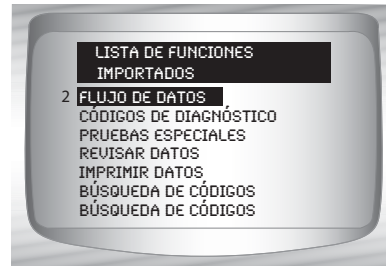 LISTA DE FUNCIONES
IMPORTADOS
2 FLUJO DE DATOS
CÓDIGOS DE DIAGNÓSTICO
PRUEBAS ESPECIALES
REVISAR DATOS
IMPRIMIR DATOS
BÚSQUEDA DE CÓDIGOS
BÚSQUEDA DE CÓDIGOS